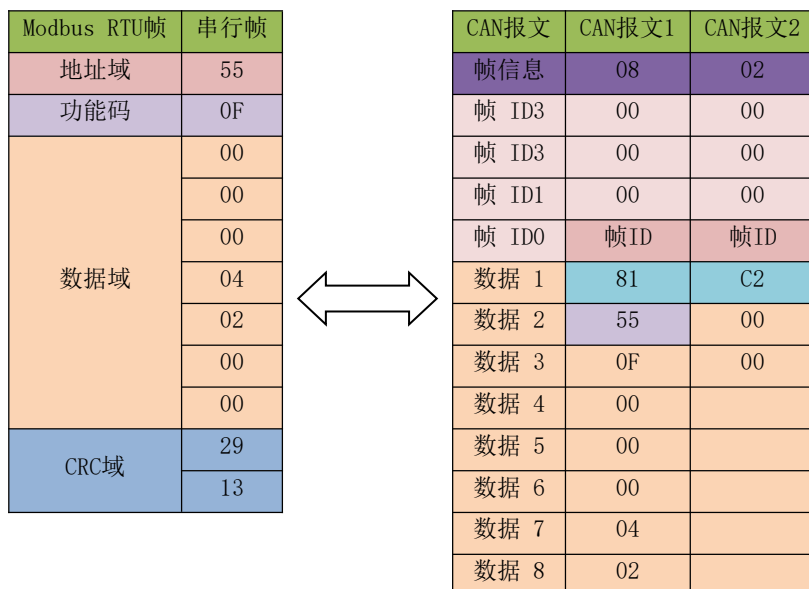 Modbus RTU帧 串行帧
地址域 55
功能码 0F
数据域
00
00
00
04
02
00
00
CRC域
29
13
CAN报文 CAN报文1 CAN报文2
帧信息 08 02
帧 ID3 00 00
帧 ID3 00 00
帧 ID1 00 00
帧 ID0 帧ID 帧ID
数据 1 81 C2
数据 2 55 00
数据 3 0F 00
数据 4 00
数据 5 00
数据 6 00
数据 7 04
数据 8 02